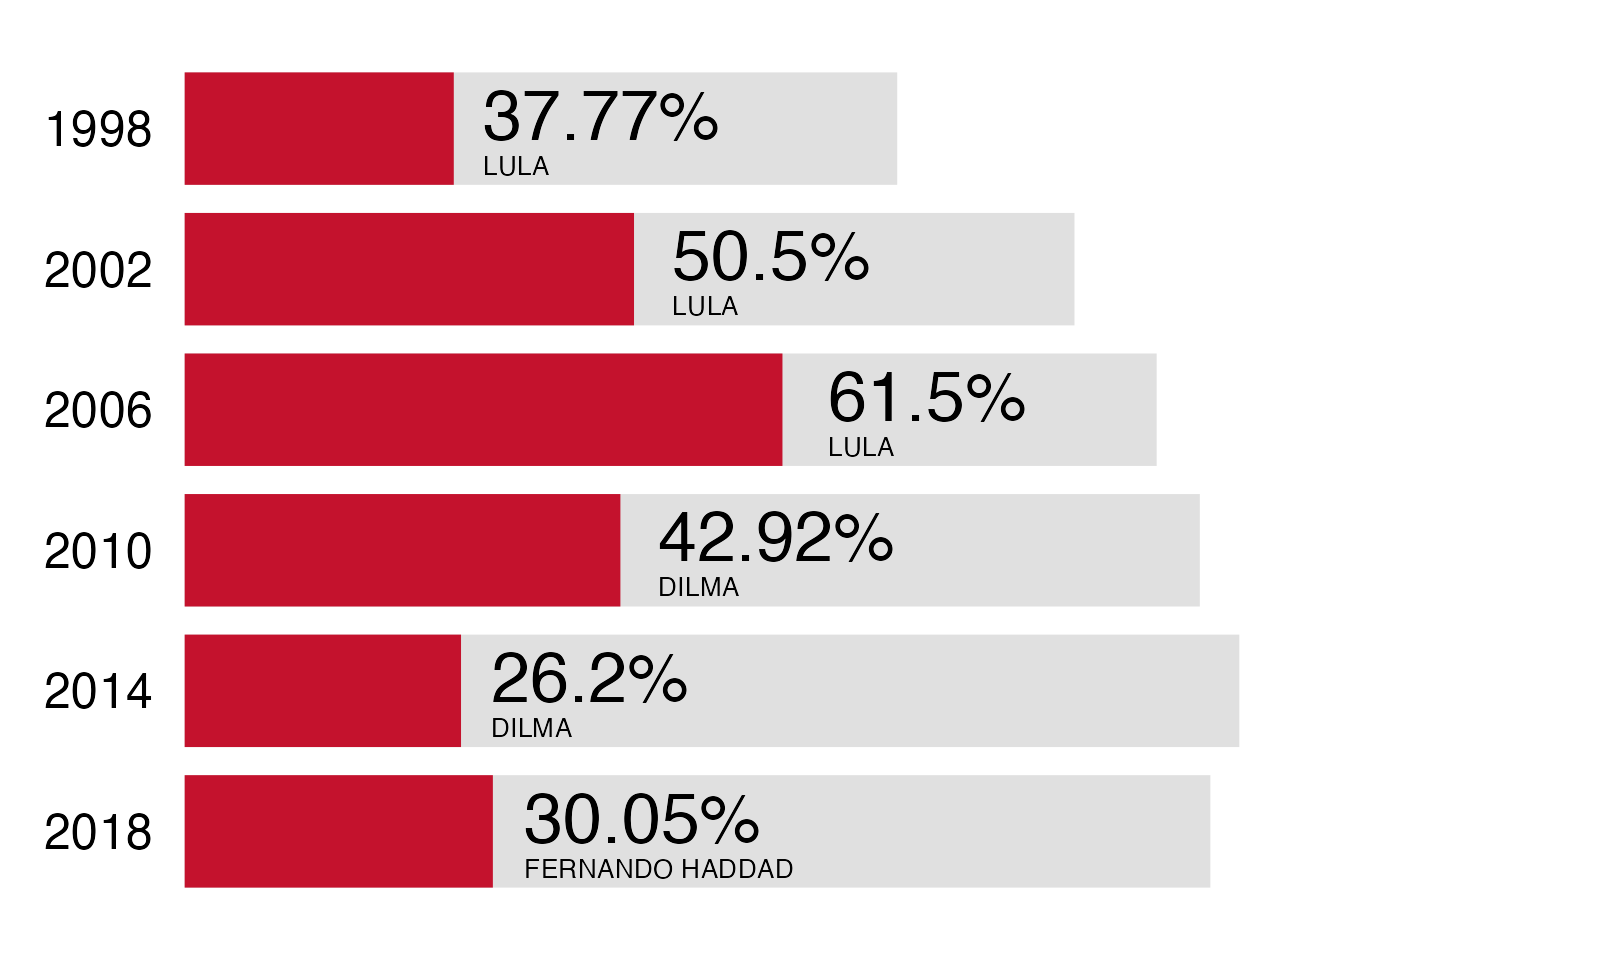 1998
37.77%
LULA
2002
50.5%
LULA
2006
61.5%
LULA
2010
42.92%
DILMA
2014
26.2%
DILMA
2018
30.05%
FERNANDO HADDAD